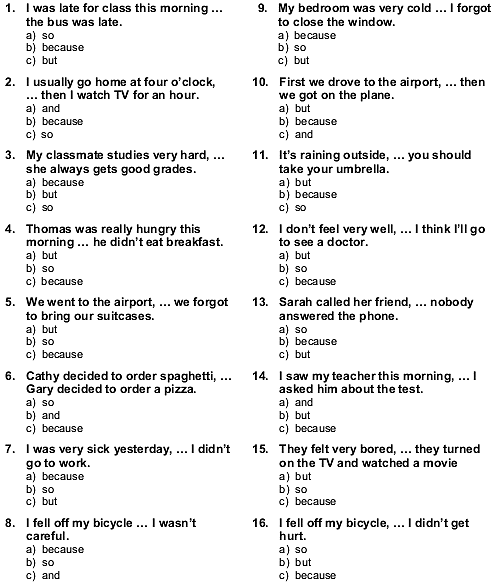 1. I was late for class this morning ...
the bus was late.
a) so
b) because
c) but
2. I usually go home at four o'clock,
... then I watch TV for an hour.
a) and
b) because
c) so
3. My classmate studies very hard, ...
she always gets good grades.
a) because
b) but
c) so
4. Thomas was really hungry this
morning ... he didn't eat breakfast.
a) but
b) so
c) because
5. We went to the airport, ... we forgot
to bring our suitcases.
a) but
b) so
c) because
6. Cathy decided to order spaghetti, ...
Gary decided to order a pizza.
a) so
b) and
c) because
7. I was very sick yesterday, ... I didn't
go to work.
a) because
b) so
c) but
8. I fell off my bicycle ... I wasn't
careful.
a) because
b) so
c) and
9. My bedroom was very cold ... I forgot
to close the window.
a) because
b) so
c) but
10. First we drove to the airport, ... then
we got on the plane.
a) but
b) because
c) and
11. It's raining outside, ... you should
take your umbrella.
a) but
b) because
c) so
12. I don't feel very well, ... I think I'll go
to see a doctor.
a) but
b) so
c) because
13. Sarah called her friend, ... nobody
answered the phone.
a) so
b) because
c) but
14. I saw my teacher this morning, ... I
asked him about the test.
a) and
b) but
c) because
15. They felt very bored, ... they turned
on the TV and watched a movie
a) but
b) so
c) because
16. I fell off my bicycle, ... I didn't get
hurt.
a) so
b) but
c) because